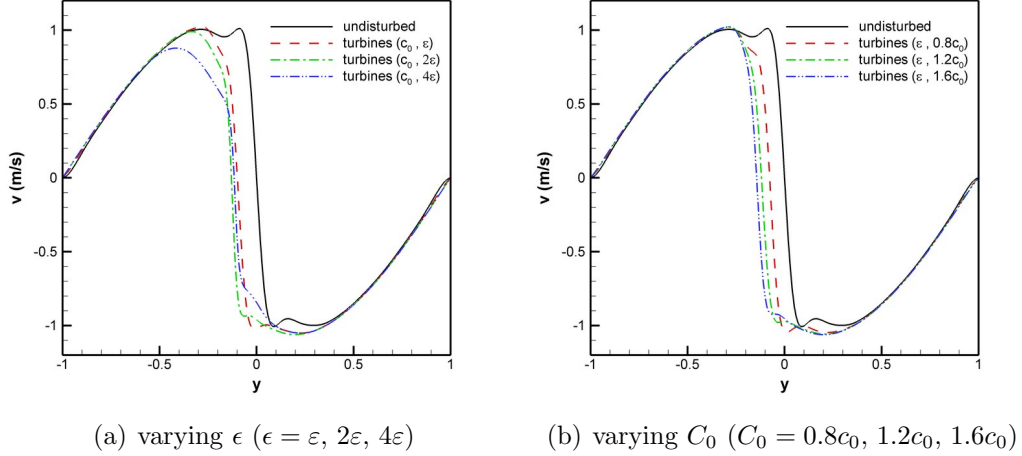 undisturbed
turbines (c₀ , ε)
turbines (c₀ , 2ε)
turbines (c₀ , 4ε)
v (m/s)
1
0.5
0
-0.5
-1
-1 -0.5 0 0.5 1
y
(a) varying ϵ (ϵ = ε, 2ε, 4ε)
undisturbed
turbines (ε , 0.8c₀)
turbines (ε , 1.2c₀)
turbines (ε , 1.6c₀)
v (m/s)
1
0.5
0
-0.5
-1
-1 -0.5 0 0.5 1
y
(b) varying C₀ (C₀ = 0.8c₀, 1.2c₀, 1.6c₀)